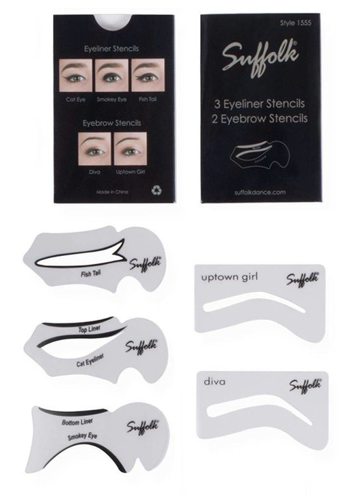 Eyeliner Stencils
Cat Eye
Smokey Eye
Fish Tail
Eyebrow Stencils
Diva
Uptown Girl
Made in China
Style 1555
Suffolk®
3 Eyeliner Stencils
2 Eyebrow Stencils
suffolkdance.com
Fish Tail
Suffolk
Top Liner
Cat Eyeliner
Suffolk
Bottom Liner
Smokey Eye
Suffolk
uptown girl
Suffolk
diva
Suffolk